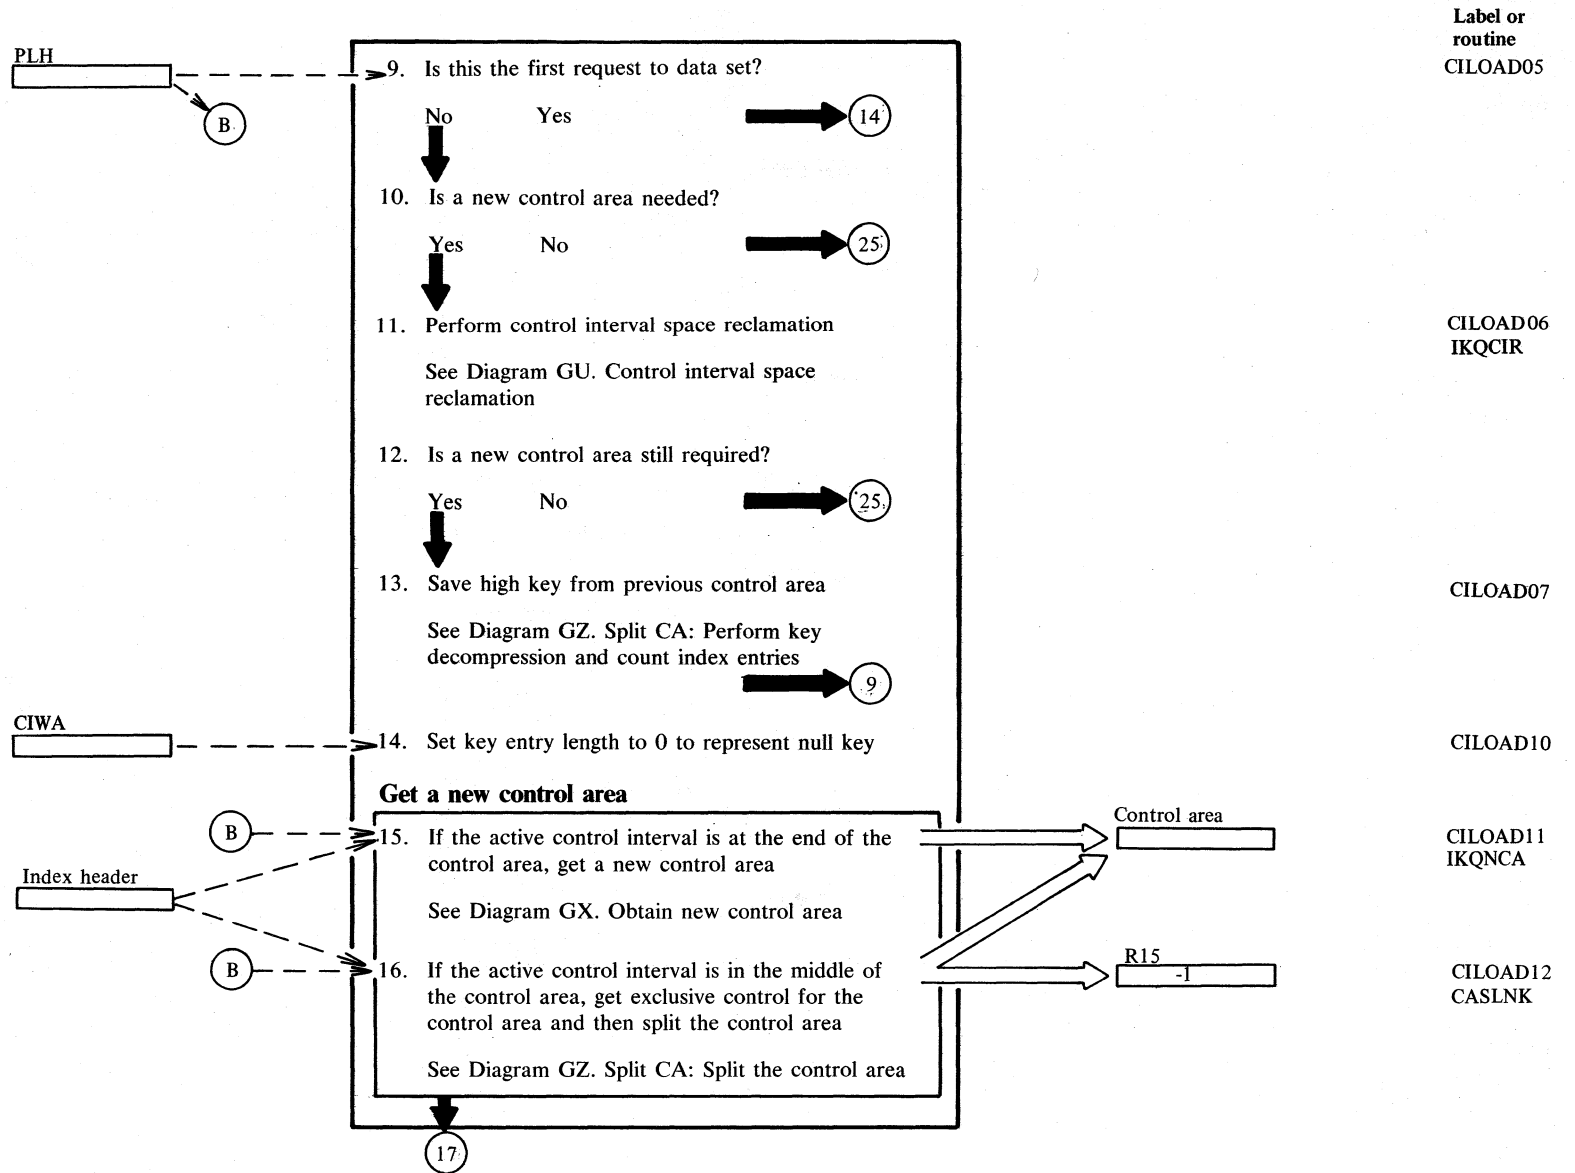 Label or
routine
PLH
9. Is this the first request to data set?
CILOAD05
B
No Yes
14
10. Is a new control area needed?
Yes No
25
11. Perform control interval space reclamation
CILOAD06
IKQCIR
See Diagram GU. Control interval space
reclamation
12. Is a new control area still required?
Yes No
25
13. Save high key from previous control area
CILOAD07
See Diagram GZ. Split CA: Perform key
decompression and count index entries
9
CIWA
14. Set key entry length to 0 to represent null key
CILOAD10
Get a new control area
B
15. If the active control interval is at the end of the
control area, get a new control area
Control area
CILOAD11
IKQNCA
Index header
See Diagram GX. Obtain new control area
B
16. If the active control interval is in the middle of
the control area, get exclusive control for the
control area and then split the control area
R15
-1
CILOAD12
CASLNK
See Diagram GZ. Split CA: Split the control area
17